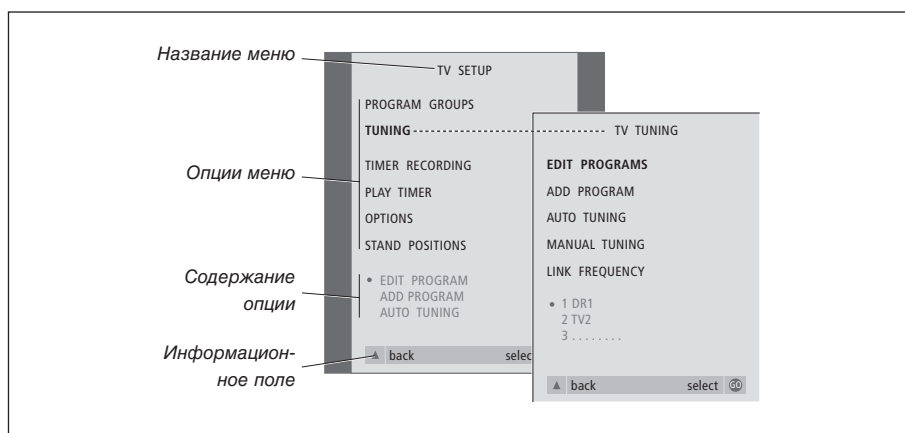 Название меню
TV SETUP
PROGRAM GROUPS
TUNING
TIMER RECORDING
Опции меню
PLAY TIMER
OPTIONS
STAND POSITIONS
Содержание
опции
• EDIT PROGRAM
ADD PROGRAM
AUTO TUNING
Информацион-
ное поле
▲ back selec
TV TUNING
EDIT PROGRAMS
ADD PROGRAM
AUTO TUNING
MANUAL TUNING
LINK FREQUENCY
• 1 DR1
2 TV2
3 . . . . . . . .
▲ back select GO